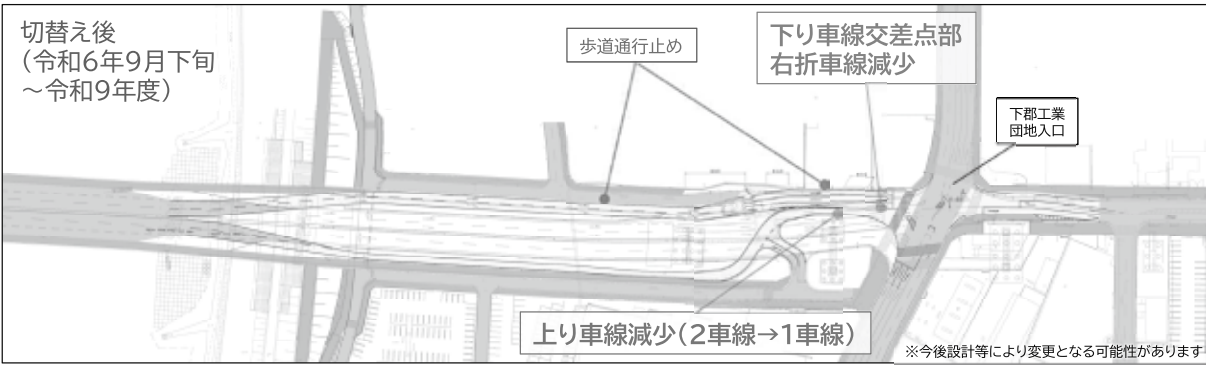 切替え後
（令和6年9月下旬
～令和9年度）
歩道通行止め
下り車線交差点部
右折車線減少
下郡工業
団地入口
上り車線減少（2車線→1車線）
※今後設計等により変更となる可能性があります